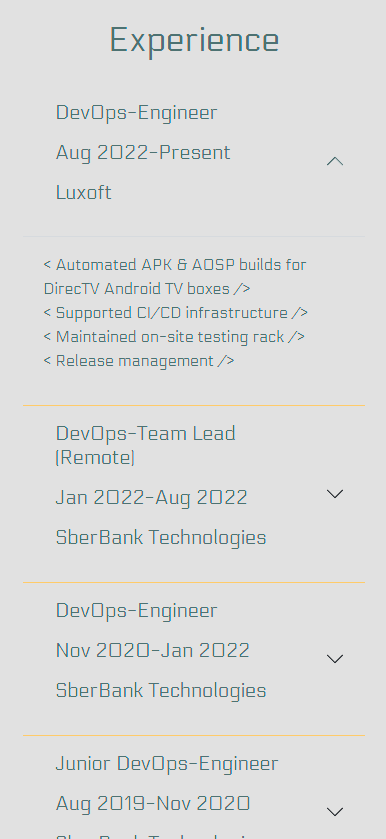 Experience
DevOps-Engineer
Aug 2022-Present
Luxoft
< Automated APK & AOSP builds for
DirecTV Android TV boxes />
< Supported CI/CD infrastructure />
< Maintained on-site testing rack />
< Release management />
DevOps-Team Lead
(Remote)
Jan 2022-Aug 2022
SberBank Technologies
DevOps-Engineer
Nov 2020-Jan 2022
SberBank Technologies
Junior DevOps-Engineer
Aug 2019-Nov 2020